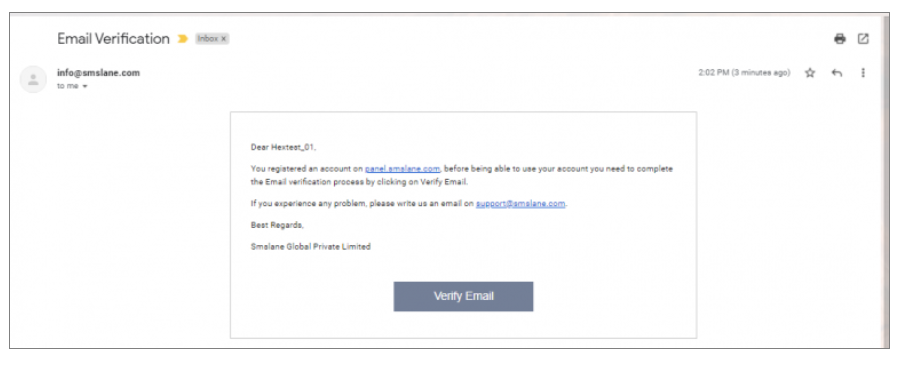 Email Verification Inbox x
info@smslane.com 2:02 PM (3 minutes ago)
to me
Dear Hextest_01,
You registered an account on panel.smslane.com, before being able to use your account you need to complete
the Email verification process by clicking on Verify Email.
If you experience any problem, please write us an email on support@smslane.com.
Best Regards,
Smslane Global Private Limited
Verify Email